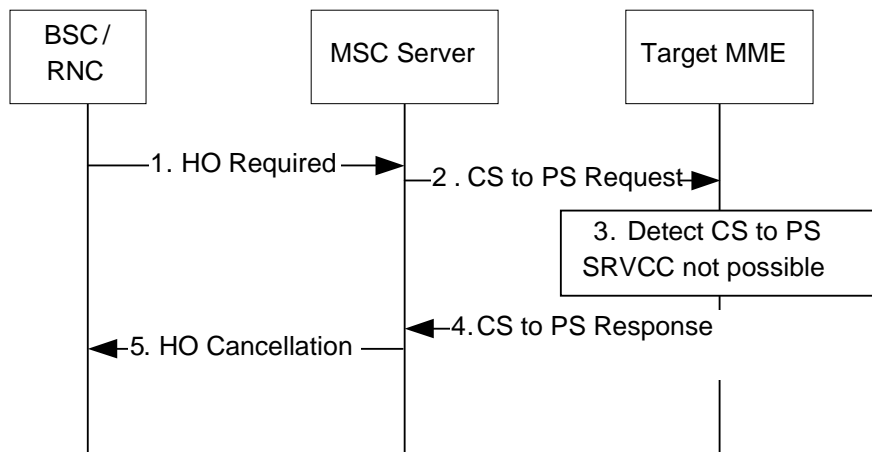 BSC/
RNC
MSC Server
Target MME
1. HO Required
2 . CS to PS Request
3. Detect CS to PS
SRVCC not possible
4.CS to PS Response
5. HO Cancellation